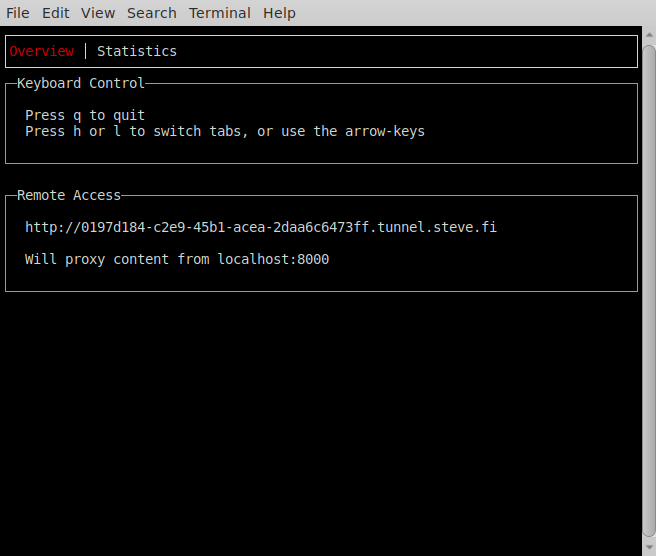 File Edit View Search Terminal Help
Overview │ Statistics
Keyboard Control
Press q to quit
Press h or l to switch tabs, or use the arrow-keys
Remote Access
http://0197d184-c2e9-45b1-acea-2daa6c6473ff.tunnel.steve.fi
Will proxy content from localhost:8000